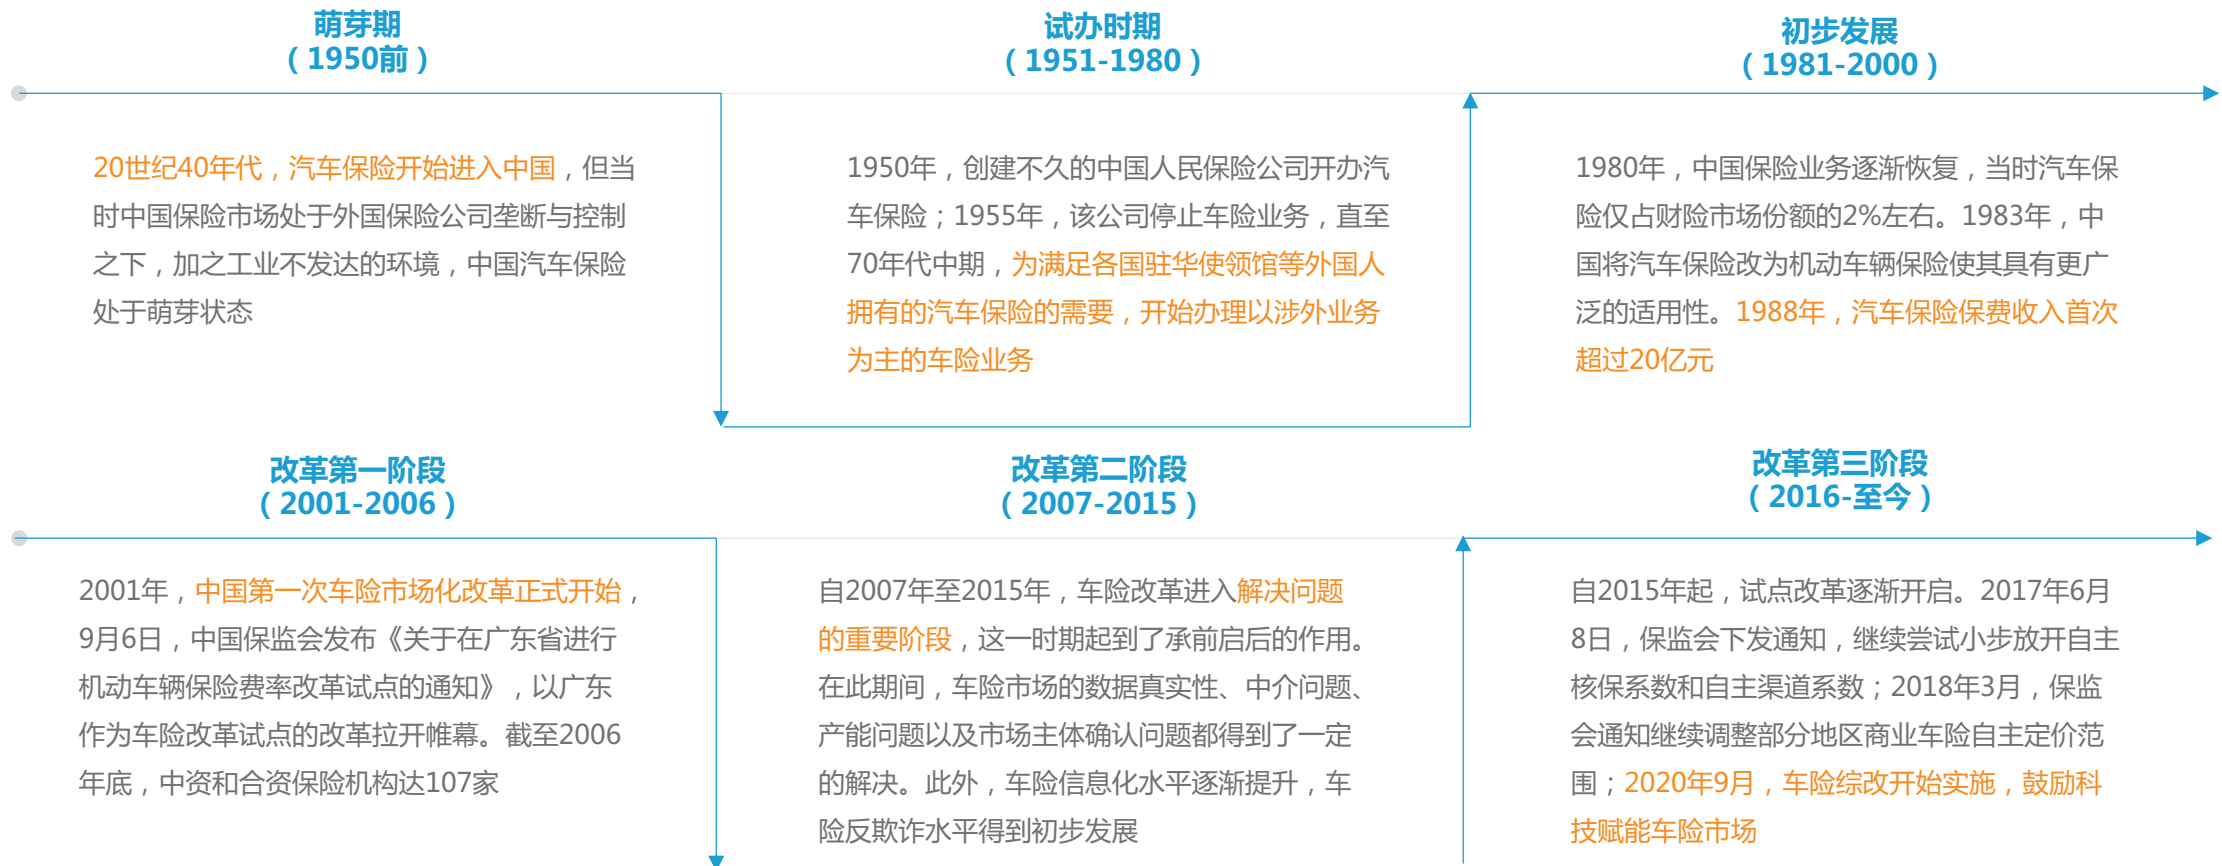 萌芽期
（1950前）
20世纪40年代，汽车保险开始进入中国，但当
时中国保险市场处于外国保险公司垄断与控制
之下，加之工业不发达的环境，中国汽车保险
处于萌芽状态
试办时期
（1951-1980）
1950年，创建不久的中国人民保险公司开办汽
车保险；1955年，该公司停止车险业务，直至
70年代中期，为满足各国驻华使领馆等外国人
拥有的汽车保险的需要，开始办理以涉外业务
为主的车险业务
初步发展
（1981-2000）
1980年，中国保险业务逐渐恢复，当时汽车保
险仅占财险市场份额的2%左右。1983年，中
国将汽车保险改为机动车辆保险使其具有更广
泛的适用性。1988年，汽车保险保费收入首次
超过20亿元
改革第一阶段
（2001-2006）
2001年，中国第一次车险市场化改革正式开始，
9月6日，中国保监会发布《关于在广东省进行
机动车辆保险费率改革试点的通知》，以广东
作为车险改革试点的改革拉开帷幕。截至2006
年底，中资和合资保险机构达107家
改革第二阶段
（2007-2015）
自2007年至2015年，车险改革进入解决问题
的重要阶段，这一时期起到了承前启后的作用。
在此期间，车险市场的数据真实性、中介问题、
产能问题以及市场主体确认问题都得到了一定
的解决。此外，车险信息化水平逐渐提升，车
险反欺诈水平得到初步发展
改革第三阶段
（2016-至今）
自2015年起，试点改革逐渐开启。2017年6月
8日，保监会下发通知，继续尝试小步放开自主
核保系数和自主渠道系数；2018年3月，保监
会通知继续调整部分地区商业车险自主定价范
围；2020年9月，车险综改开始实施，鼓励科
技赋能车险市场